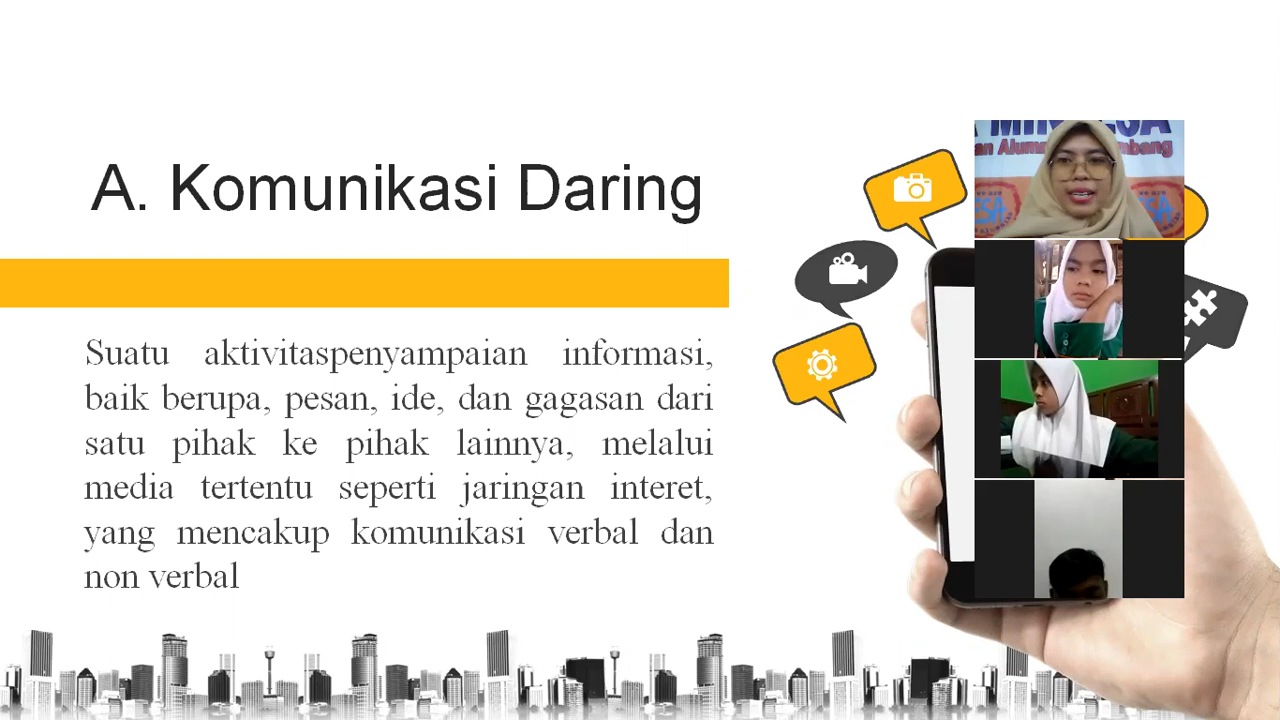 A. Komunikasi Daring
Suatu aktivitaspenyampaian informasi,
baik berupa, pesan, ide, dan gagasan dari
satu pihak ke pihak lainnya, melalui
media tertentu seperti jaringan interet,
yang mencakup komunikasi verbal dan
non verbal